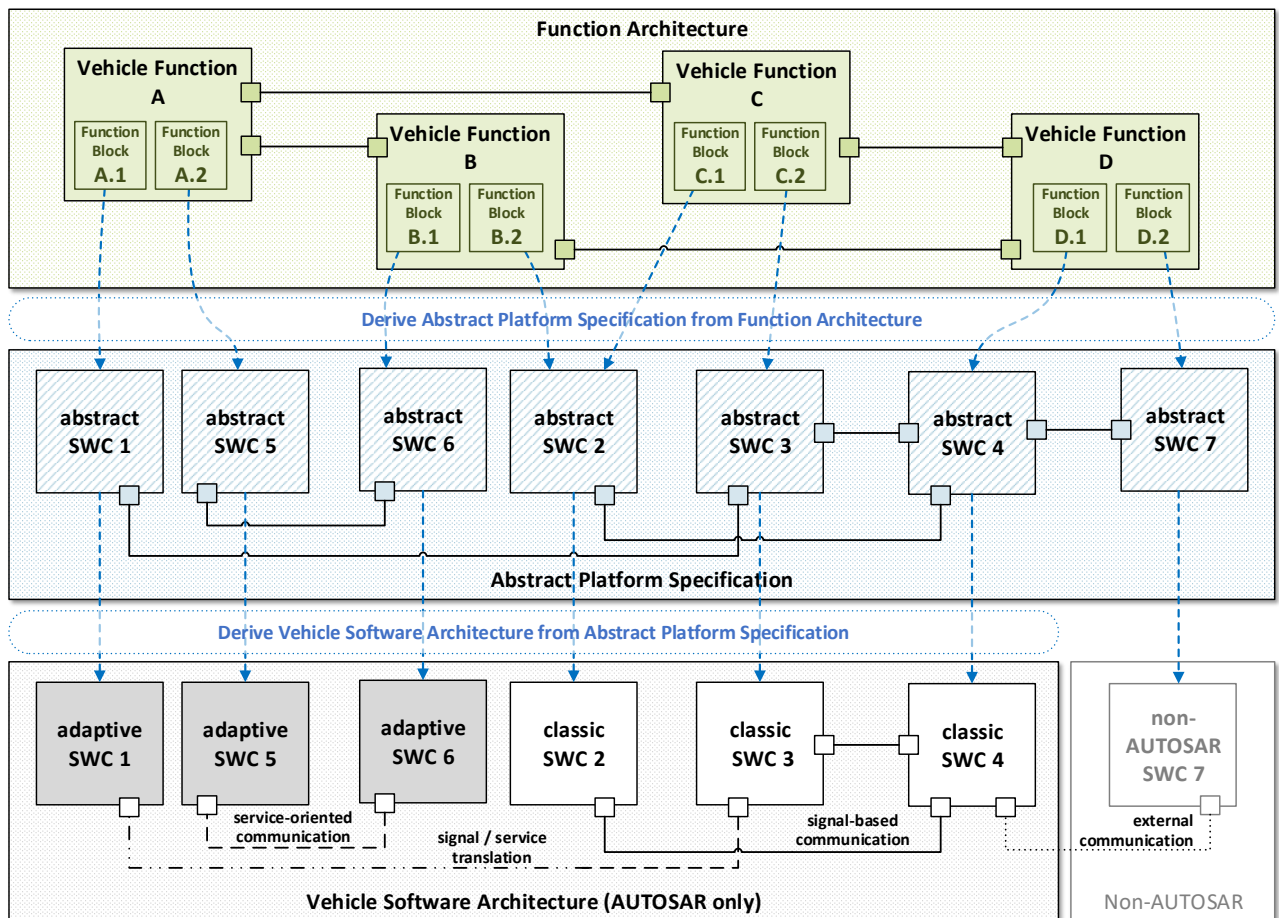 Function Architecture
Vehicle Function
A
Function
Block
A.1
Function
Block
A.2
Vehicle Function
B
Function
Block
B.1
Function
Block
B.2
Vehicle Function
C
Function
Block
C.1
Function
Block
C.2
Vehicle Function
D
Function
Block
D.1
Function
Block
D.2
Derive Abstract Platform Specification from Function Architecture
abstract
SWC 1
abstract
SWC 5
abstract
SWC 6
abstract
SWC 2
abstract
SWC 3
abstract
SWC 4
abstract
SWC 7
Abstract Platform Specification
Derive Vehicle Software Architecture from Abstract Platform Specification
adaptive
SWC 1
adaptive
SWC 5
adaptive
SWC 6
classic
SWC 2
classic
SWC 3
classic
SWC 4
non-
AUTOSAR
SWC 7
service-oriented
communication
signal / service
translation
signal-based
communication
external
communication
Vehicle Software Architecture (AUTOSAR only)
Non-AUTOSAR